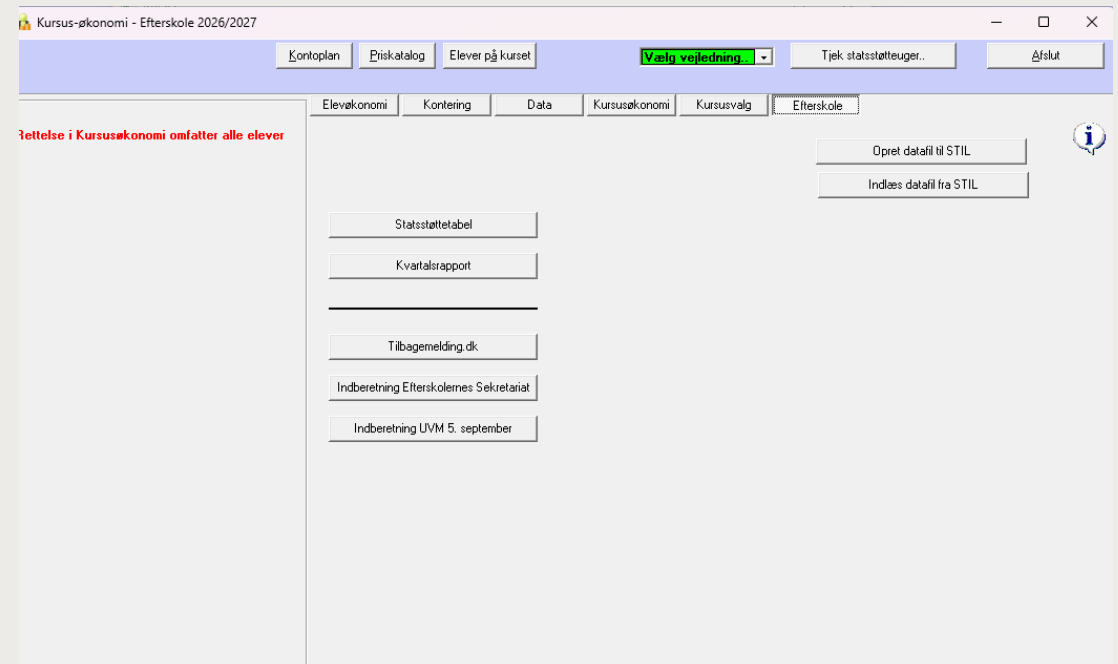 Kursus-økonomi - Efterskole 2026/2027
Kontoplan Priskatalog Elever på kurset Vælg vejledning.. Tjek statsstøtteuger.. Afslut
Elevøkonomi Kontering Data Kursusøkonomi Kursusvalg Efterskole
Rettelse i Kursusøkonomi omfatter alle elever
Opret datafil til STIL
Indlæs datafil fra STIL
Statsstøttetabel
Kvartalsrapport
Tilbagemelding.dk
Indberetning Efterskolernes Sekretariat
Indberetning UVM 5. september